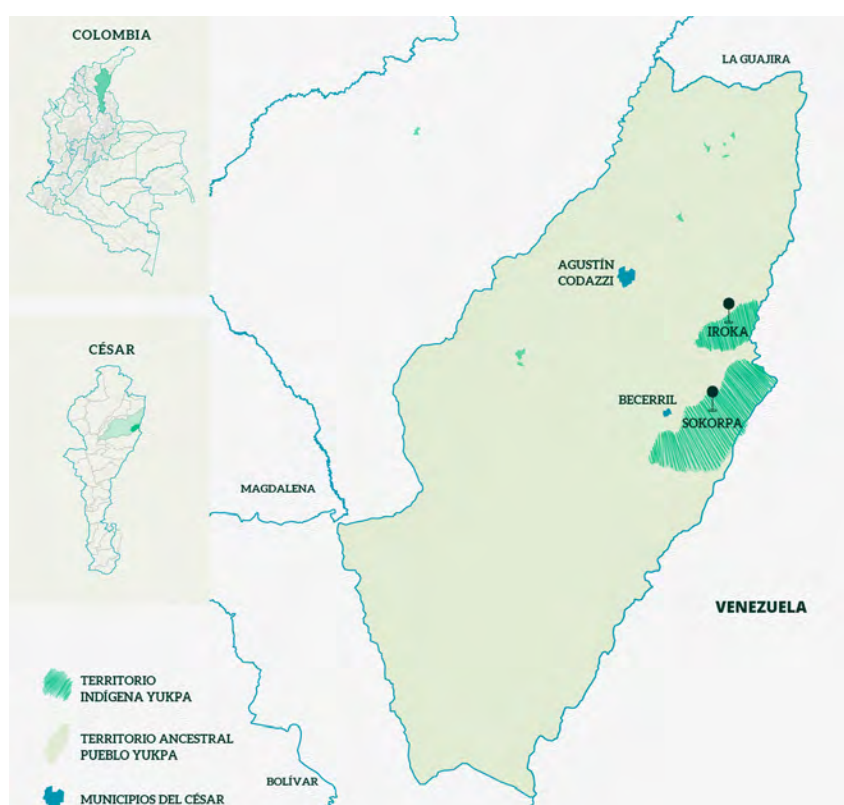 COLOMBIA
CÉSAR
LA GUAJIRA
AGUSTÍN
CODAZZI
IROKA
BECERRIL
SOKORPA
MAGDALENA
VENEZUELA
BOLÍVAR
TERRITORIO
INDÍGENA YUKPA
TERRITORIO ANCESTRAL
PUEBLO YUKPA
MUNICIPIOS DEL CÉSAR